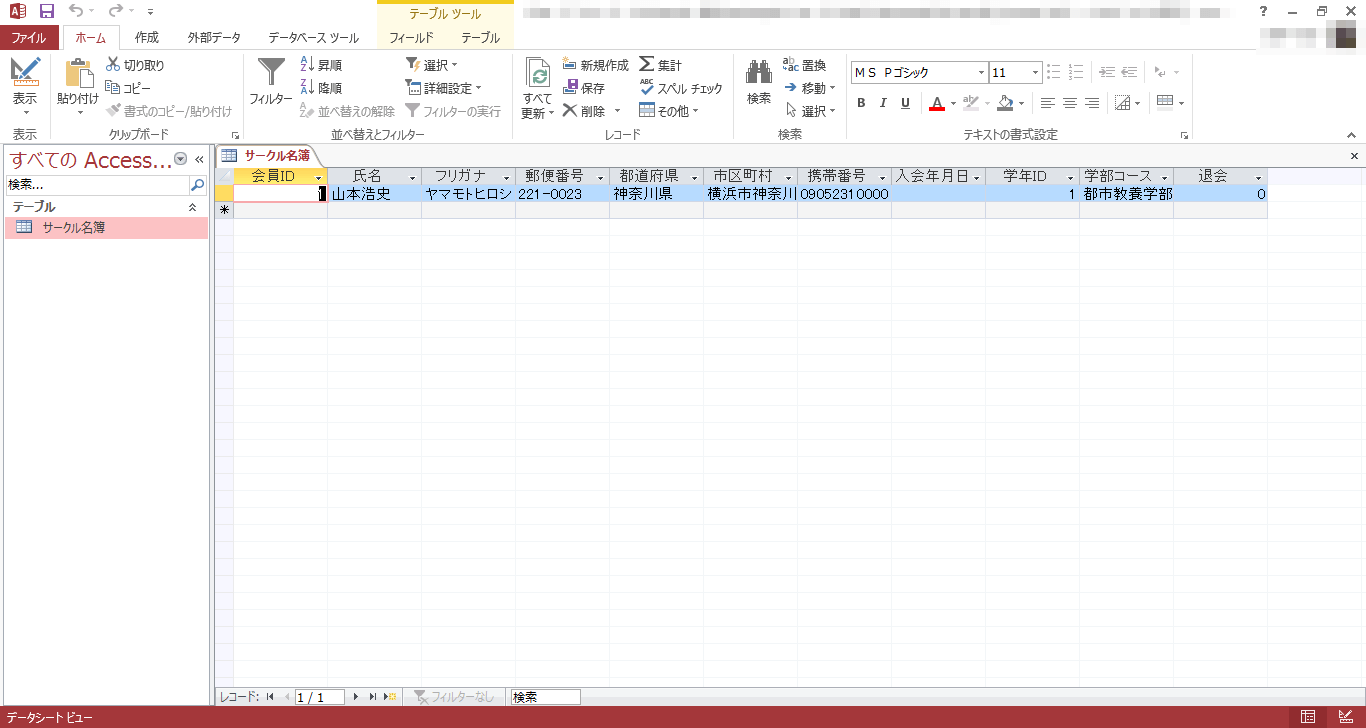 テーブル ツール
?
ファイル ホーム 作成 外部データ データベース ツール フィールド テーブル
表示
表示
貼り付け
切り取り
コピー
書式のコピー/貼り付け
クリップボード
フィルター
昇順
降順
並べ替えの解除
選択
詳細設定
フィルターの実行
並べ替えとフィルター
すべて
更新
新規作成
保存
削除
集計
スペル チェック
その他
レコード
検索
置換
移動
選択
検索
MS Pゴシック 11
B I U A
テキストの書式設定
すべての Access... «
検索...
テーブル
サークル名簿
サークル名簿
会員ID 氏名 フリガナ 郵便番号 都道府県 市区町村 携帯番号 入会年月日 学年ID 学部コース 退会
1 山本浩史 ヤマモトヒロシ 221-0023 神奈川県 横浜市神奈川 09052310000 1 都市教養学部 0
レコード: 1 / 1 フィルターなし 検索
データシート ビュー